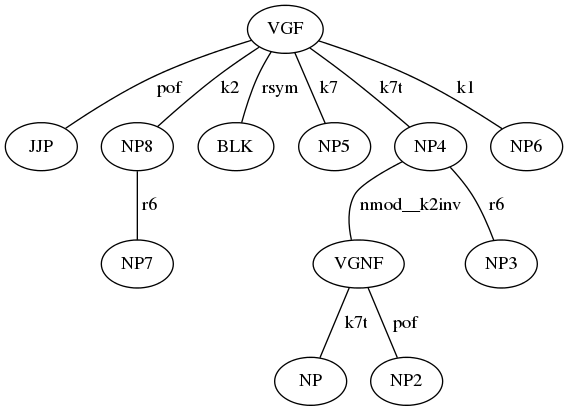 VGF
pof
k2
rsym
k7
k7t
k1
JJP
NP8
BLK
NP5
NP4
NP6
r6
nmod__k2inv
r6
NP7
VGNF
NP3
k7t
pof
NP
NP2